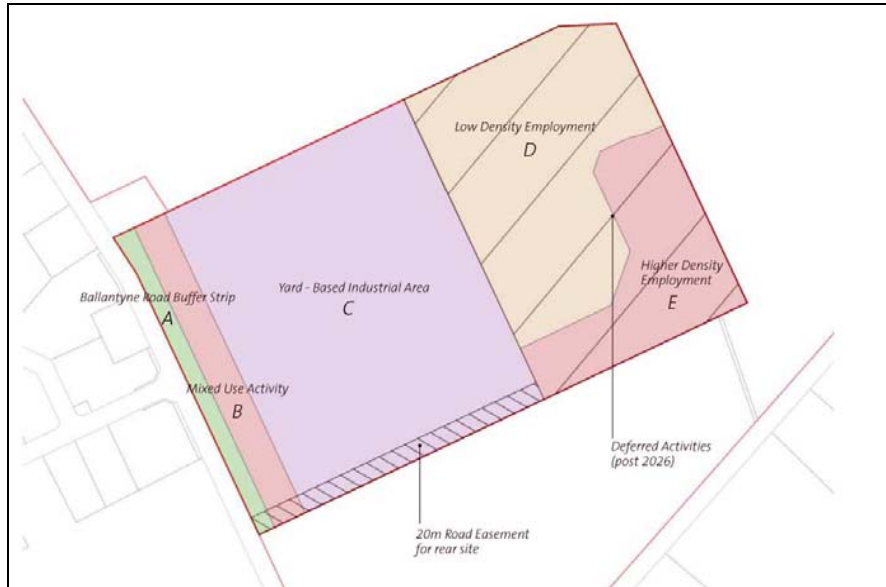 Low Density Employment
D
Higher Density
Employment
E
Yard - Based Industrial Area
C
Ballantyne Road Buffer Strip
A
Mixed Use Activity
B
Deferred Activities
(post 2026)
20m Road Easement
for rear site